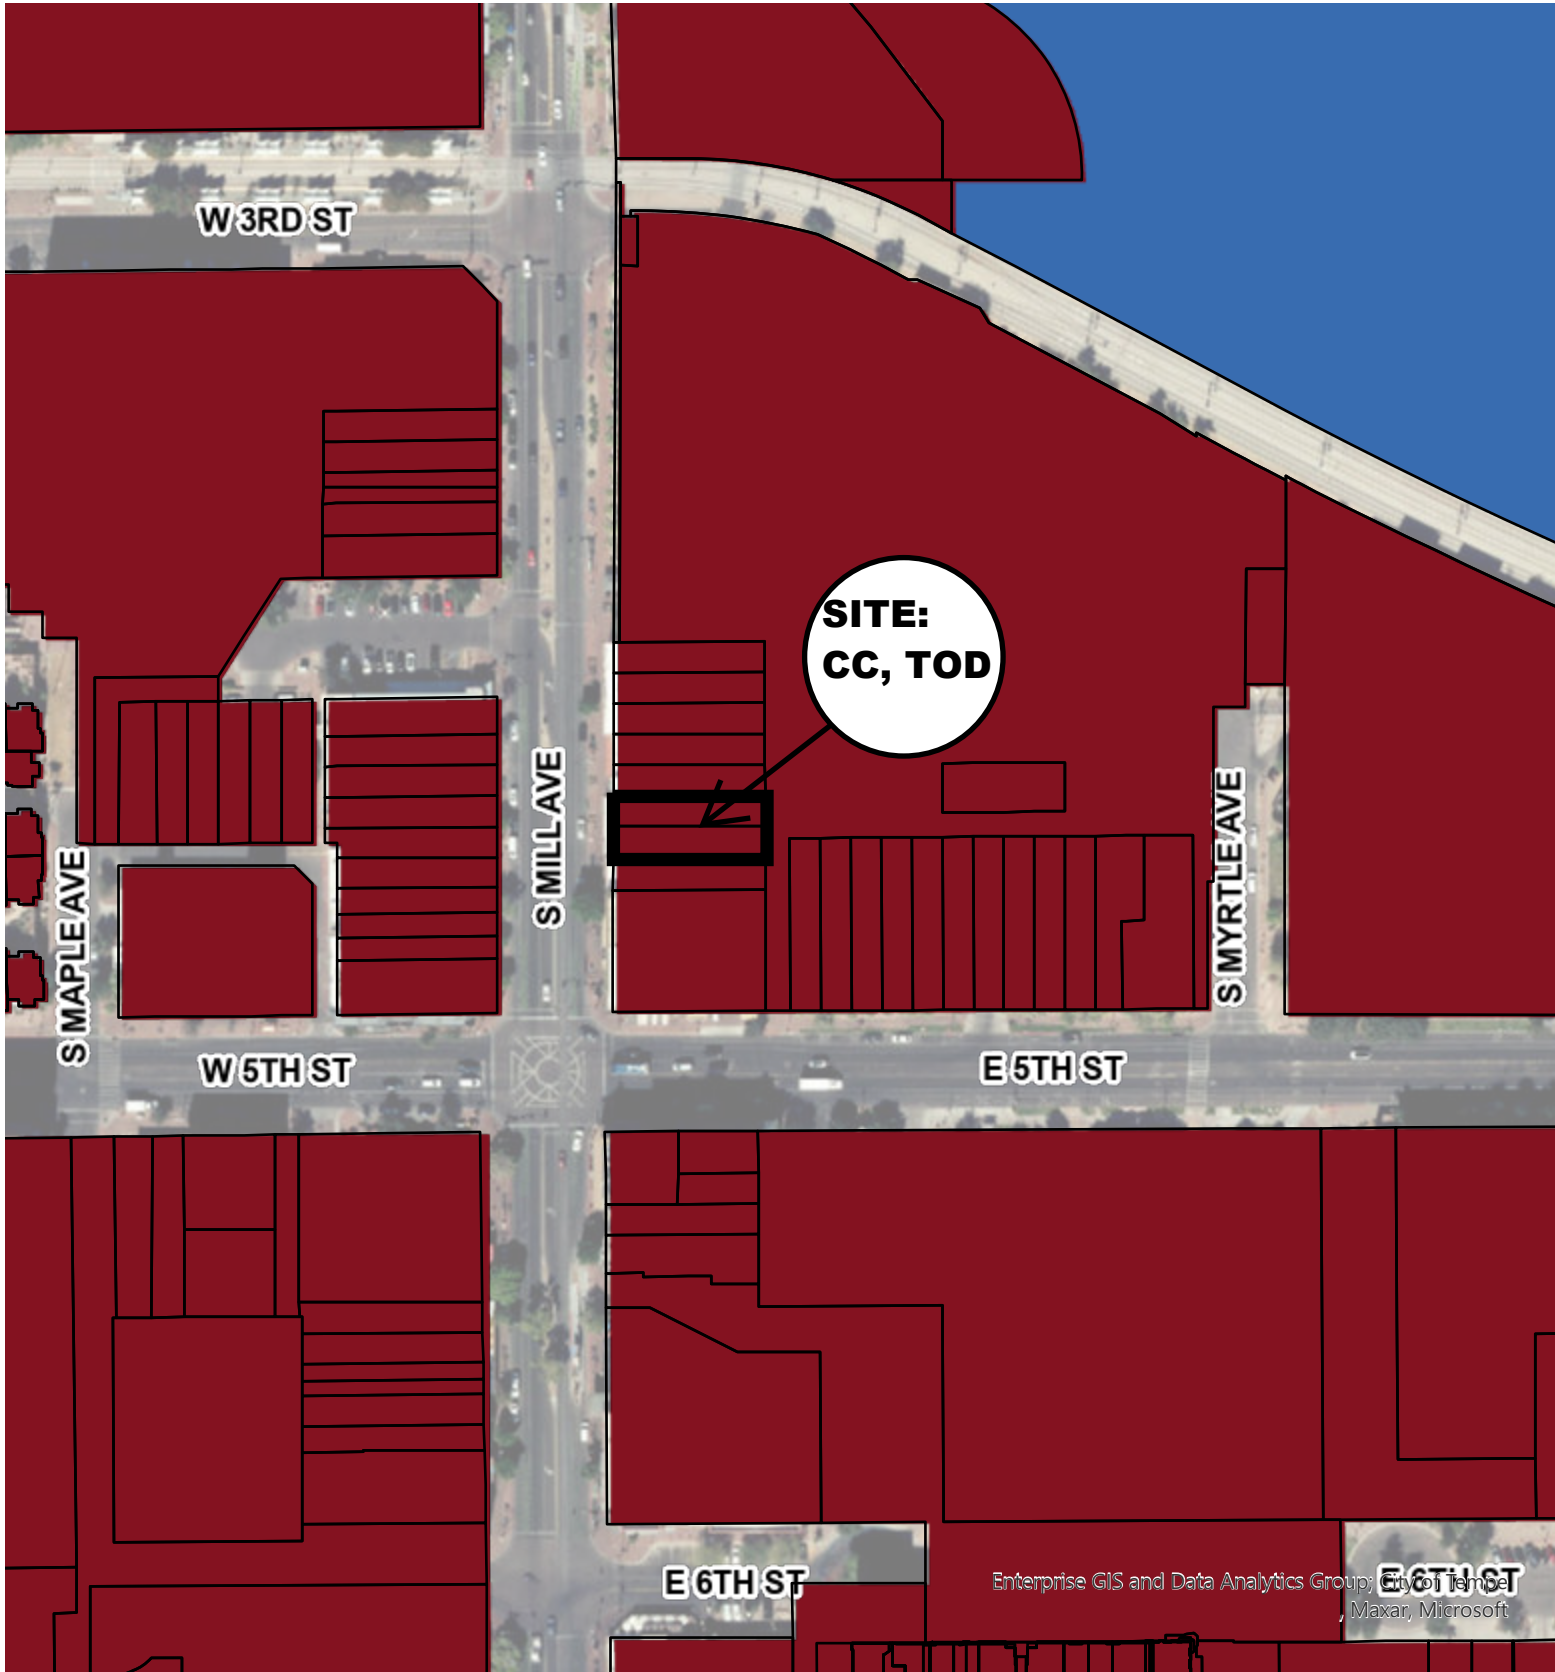 W 3RD ST
SITE:
CC, TOD
S MILL AVE
S MYRTLE AVE
S MAPLE AVE
W 5TH ST
E 5TH ST
E 6TH ST
E 6TH ST
Enterprise GIS and Data Analytics Group; City of Tempe
, Maxar, Microsoft